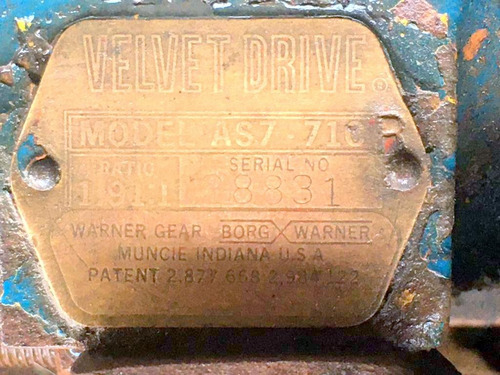 VELVET DRIVE®
MODEL AS7-71C R
RATIO SERIAL NO
1.91:1 8831
WARNER GEAR BORG WARNER
MUNCIE INDIANA U.S.A
PATENT 2,877,668 2,984,122